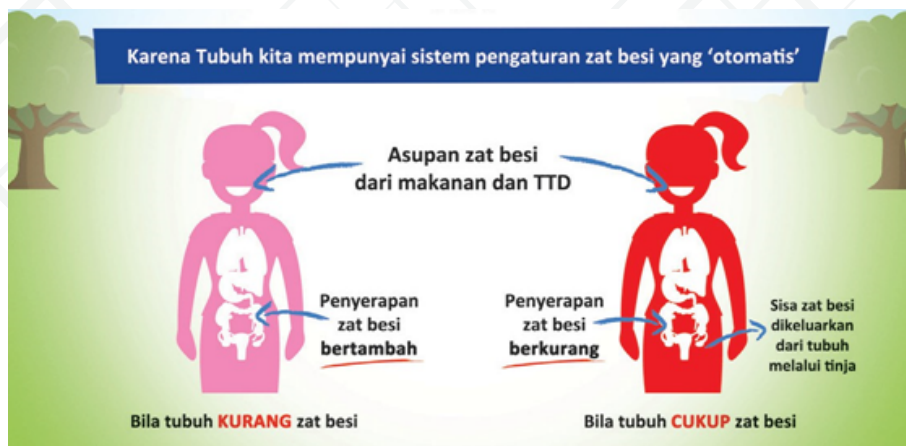 Karena Tubuh kita mempunyai sistem pengaturan zat besi yang ‘otomatis’
Asupan zat besi
dari makanan dan TTD
Penyerapan
zat besi
bertambah
Penyerapan
zat besi
berkurang
Sisa zat besi
dikeluarkan
dari tubuh
melalui tinja
Bila tubuh KURANG zat besi
Bila tubuh CUKUP zat besi